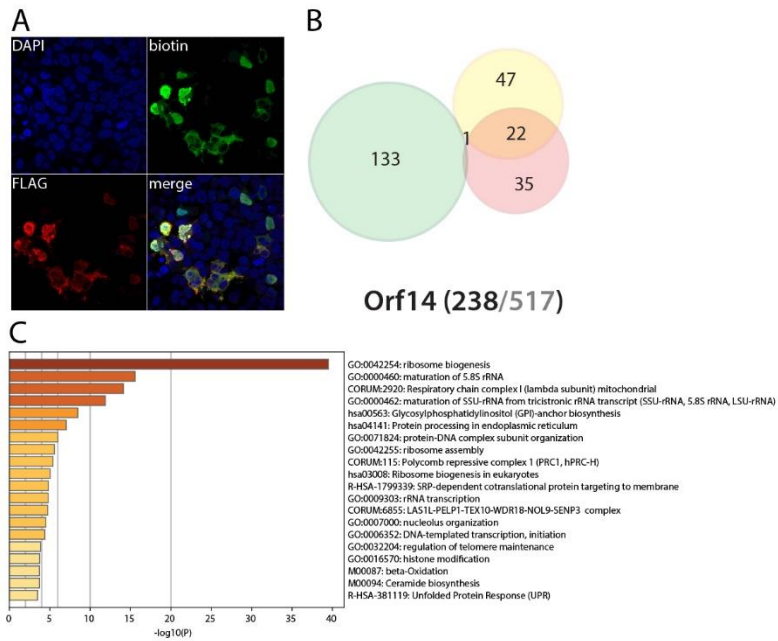 A
DAPI
biotin
FLAG
merge
B
47
1
22
133
35
Orf14 (238/517)
C
GO:0042254: ribosome biogenesis
GO:0000460: maturation of 5.8S rRNA
CORUM:2920: Respiratory chain complex I (lambda subunit) mitochondrial
GO:0000462: maturation of SSU-rRNA from tricistronic rRNA transcript (SSU-rRNA, 5.8S rRNA, LSU-rRNA)
hsa00563: Glycosylphosphatidylinositol (GPI)-anchor biosynthesis
hsa04141: Protein processing in endoplasmic reticulum
GO:0071824: protein-DNA complex subunit organization
GO:0042255: ribosome assembly
CORUM:115: Polycomb repressive complex 1 (PRC1, hPRC-H)
hsa03008: Ribosome biogenesis in eukaryotes
R-HSA-1799339: SRP-dependent cotranslational protein targeting to membrane
GO:0009303: rRNA transcription
CORUM:6855: LAS1L-PELP1-TEX10-WDR18-NOL9-SENP3 complex
GO:0007000: nucleolus organization
GO:0006352: DNA-templated transcription, initiation
GO:0032204: regulation of telomere maintenance
GO:0016570: histone modification
M00087: beta-Oxidation
M00094: Ceramide biosynthesis
R-HSA-381119: Unfolded Protein Response (UPR)
0 5 10 15 20 25 30 35 40
-log10(P)